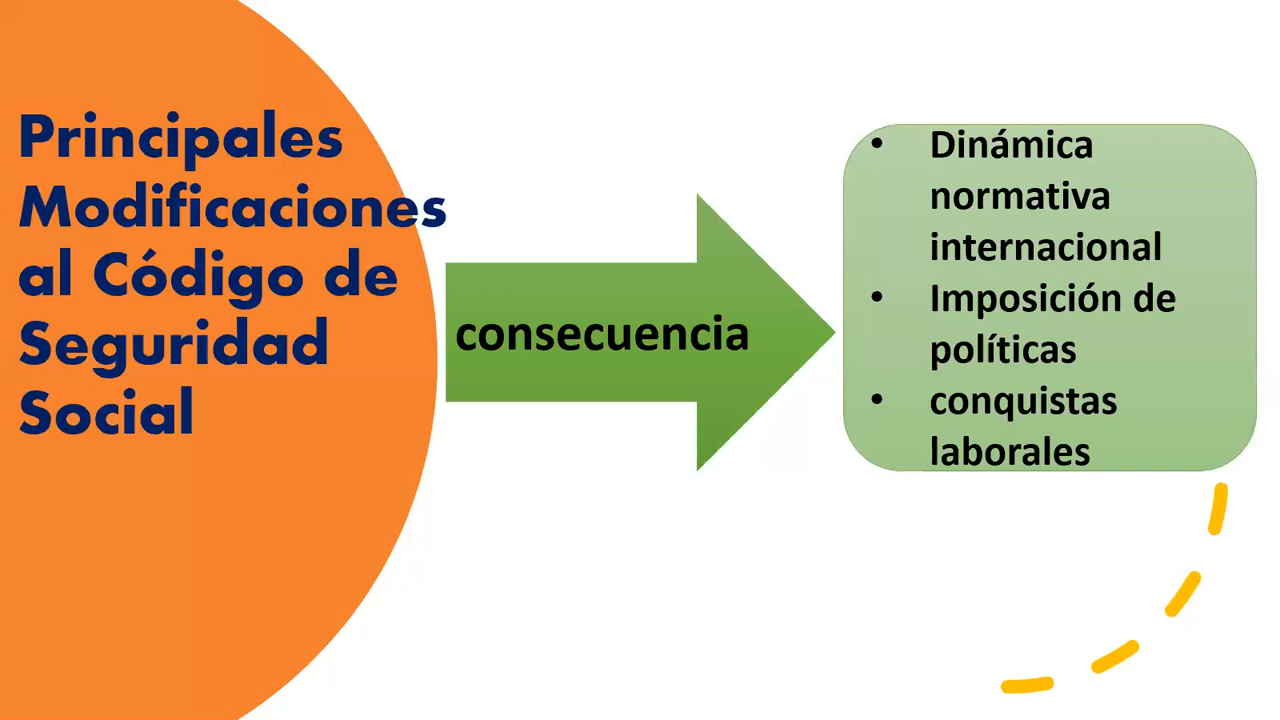 Principales
Modificaciones
al Código de
Seguridad
Social
consecuencia
• Dinámica
normativa
internacional
• Imposición de
políticas
• conquistas
laborales